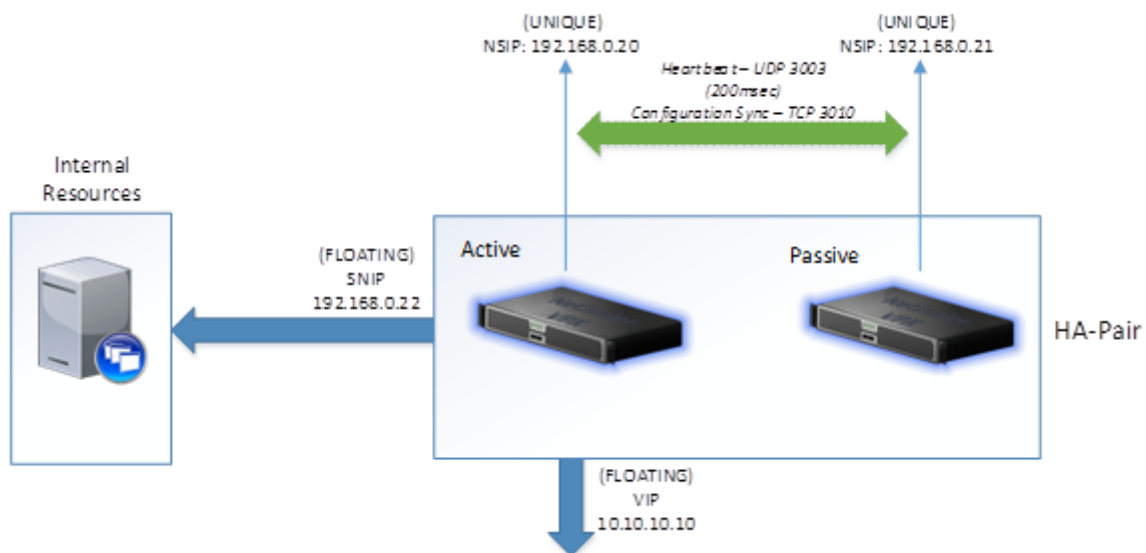 (UNIQUE)
NSIP: 192.168.0.20
(UNIQUE)
NSIP: 192.168.0.21
Heartbeat – UDP 3003
(200msec)
Configuration Sync – TCP 3010
Internal
Resources
(FLOATING)
SNIP
192.168.0.22
Active
Passive
HA-Pair
(FLOATING)
VIP
10.10.10.10